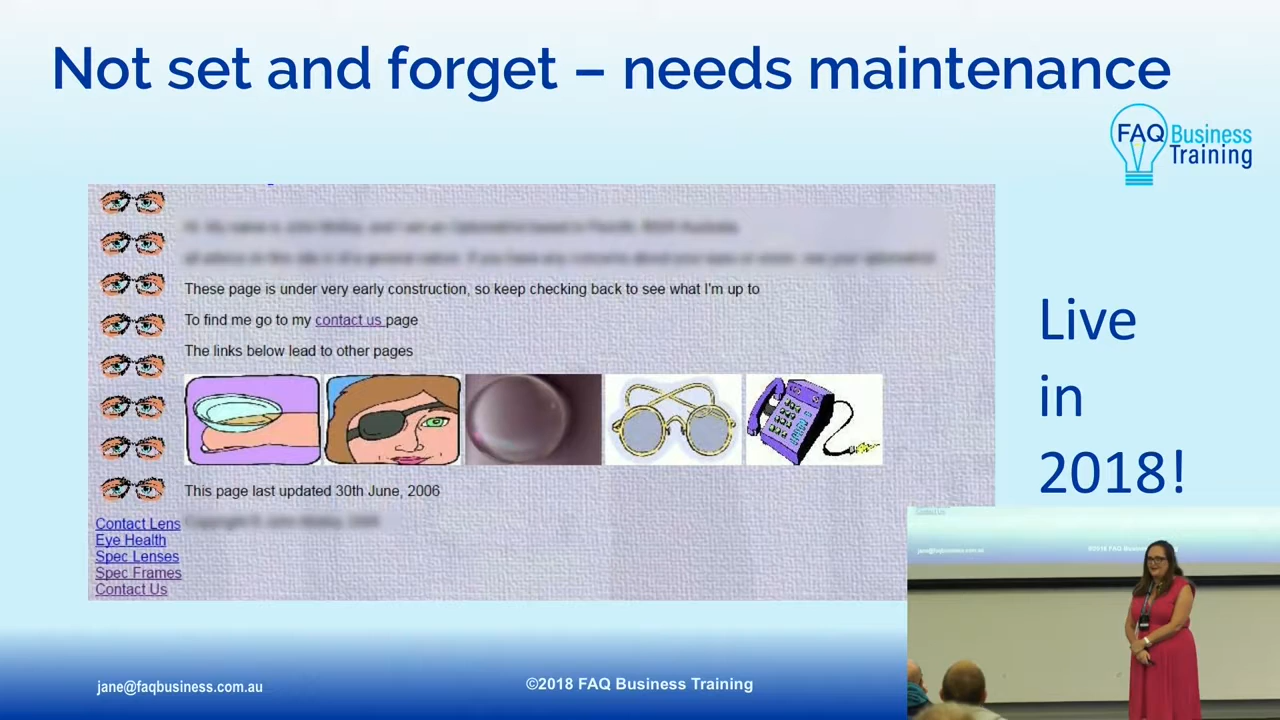 Not set and forget – needs maintenance
FAQ Business
Training
These page is under very early construction, so keep checking back to see what I'm up to
To find me go to my contact us page
The links below lead to other pages
This page last updated 30th June, 2006
Contact Lens
Eye Health
Spec Lenses
Spec Frames
Contact Us
Live
in
2018!
jane@faqbusiness.com.au
©2018 FAQ Business Training